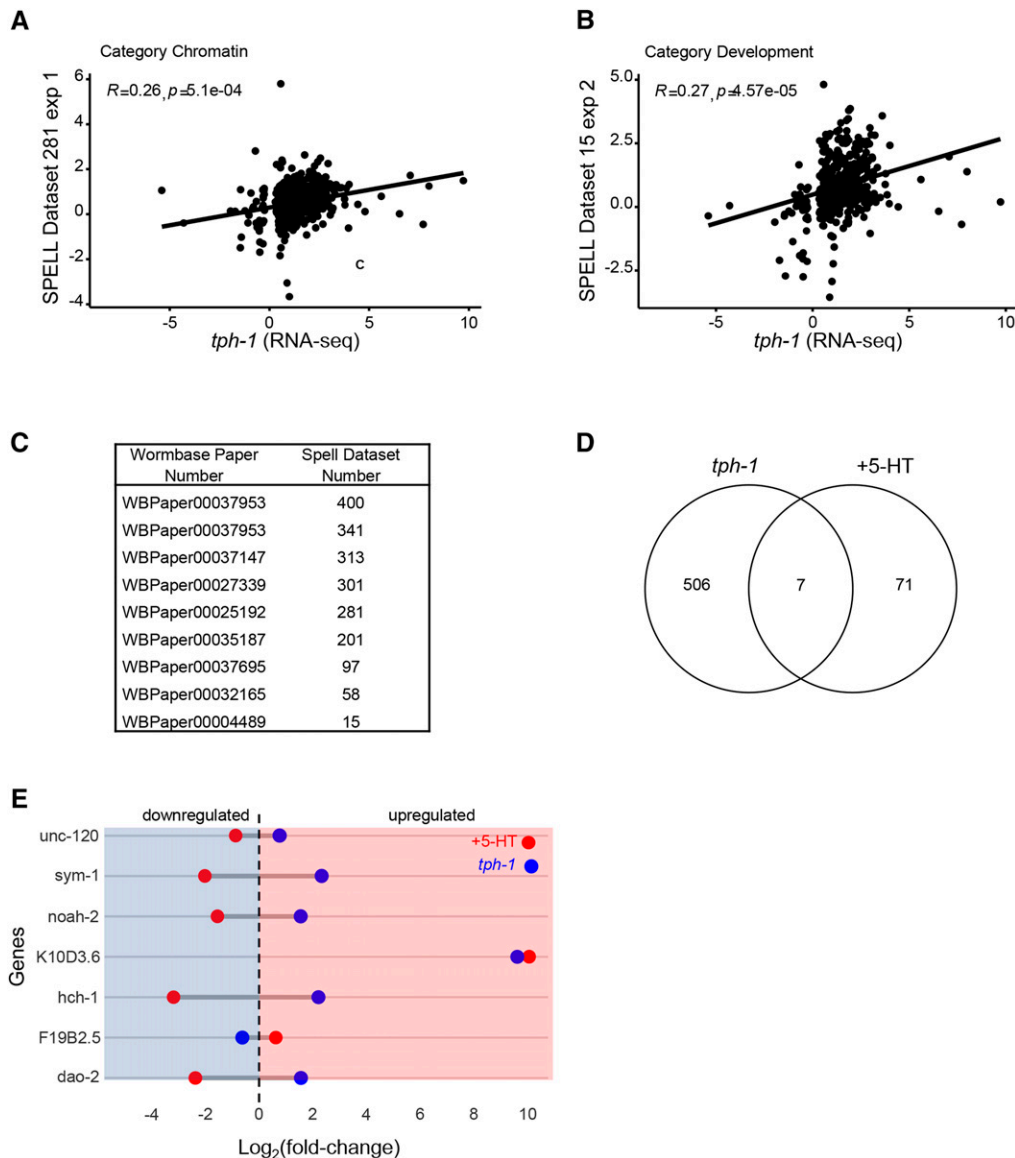 A
Category Chromatin
R=0.26, p=5.1e-04
SPELL Dataset 281 exp 1
6
4
2
0
-2
-4
c
-5
0
5
10
tph-1 (RNA-seq)
B
Category Development
R=0.27, p=4.57e-05
SPELL Dataset 15 exp 2
5.0
2.5
0.0
-2.5
-5
0
5
10
tph-1 (RNA-seq)
C
Wormbase Paper Number Spell Dataset Number
WBPaper00037953 400
WBPaper00037953 341
WBPaper00037147 313
WBPaper00027339 301
WBPaper00025192 281
WBPaper00035187 201
WBPaper00037695 97
WBPaper00032165 58
WBPaper00004489 15
D
tph-1 +5-HT
506 7 71
E
downregulated upregulated
+5-HT
tph-1
Genes
unc-120
sym-1
noah-2
K10D3.6
hch-1
F19B2.5
dao-2
-4 -2 0 2 4 6 8 10
Log2(fold-change)